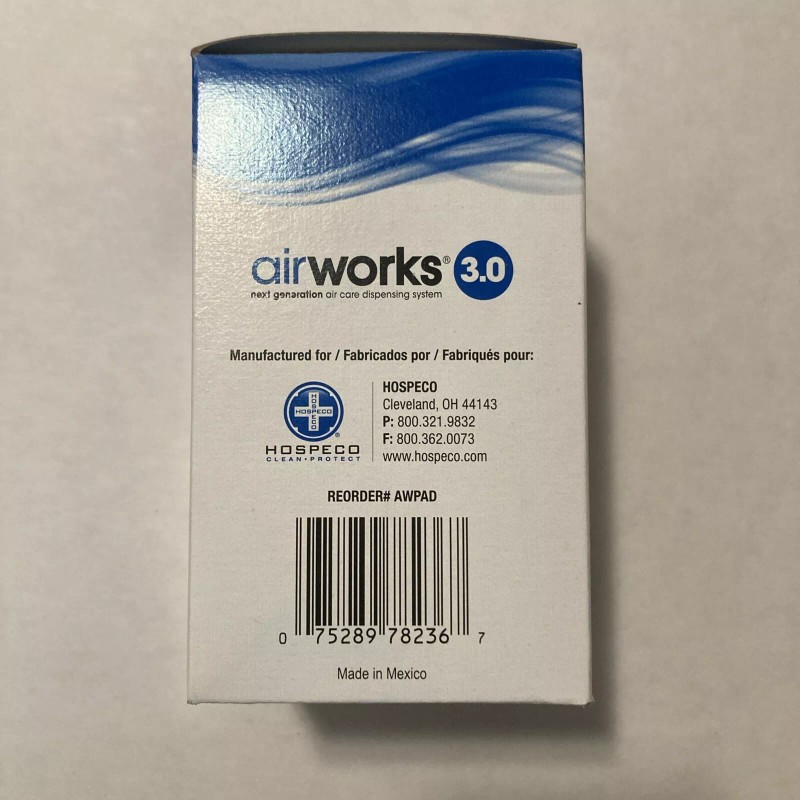 airworks® 3.0
next generation air care dispensing system
Manufactured for / Fabricados por / Fabriqués pour:
HOSPECO
HOSPECO
HOSPECO®
CLEAN•PROTECT
HOSPECO
Cleveland, OH 44143
P: 800.321.9832
F: 800.362.0073
www.hospeco.com
REORDER# AWPAD
0 75289 78236 7
Made in Mexico